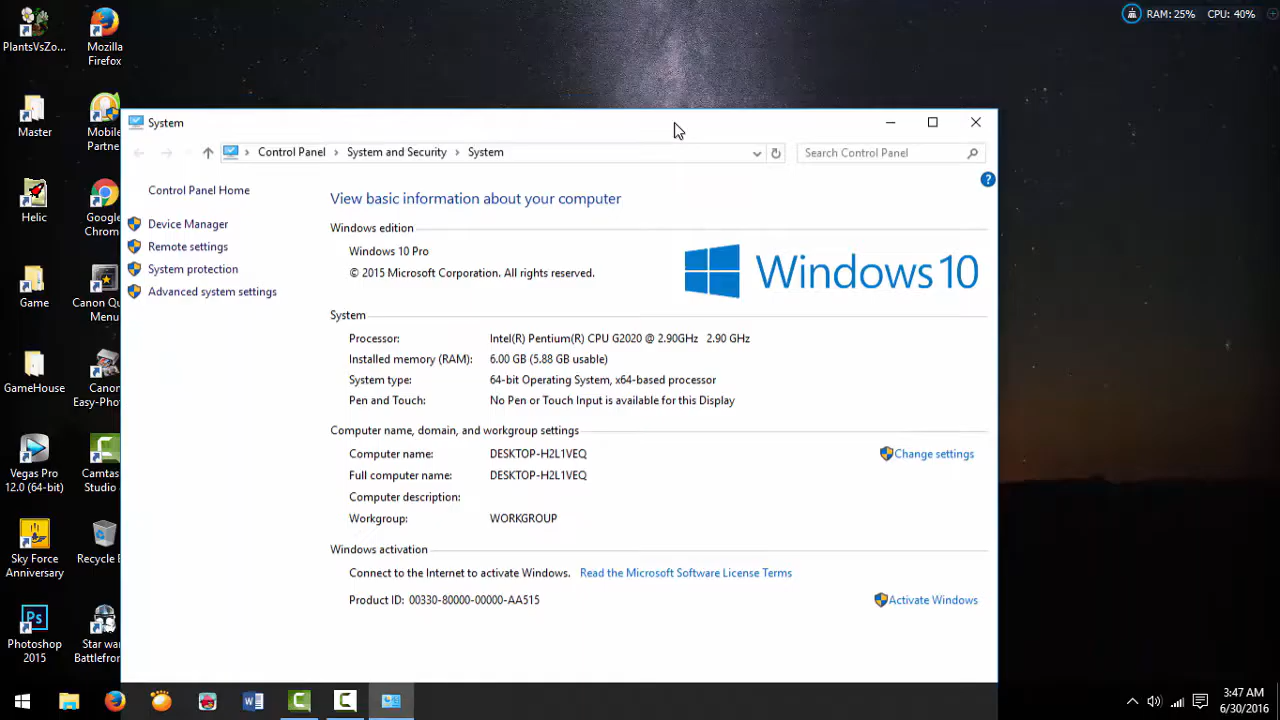 RAM: 25% CPU: 40%
PlantsVsZo...
Mozilla
Firefox
Master
Mobile
Partne
Helic
Google
Chrom
Game
Canon Qu
Menu
GameHouse
Canon
Easy-Phot
Vegas Pro
12.0 (64-bit)
Camtas
Studio
Sky Force
Anniversary
Recycle B
Photoshop
2015
Star war
Battlefron
System
Control Panel › System and Security › System
Search Control Panel
Control Panel Home
Device Manager
Remote settings
System protection
Advanced system settings
View basic information about your computer
Windows edition
Windows 10 Pro
© 2015 Microsoft Corporation. All rights reserved.
Windows 10
System
Processor: Intel(R) Pentium(R) CPU G2020 @ 2.90GHz 2.90 GHz
Installed memory (RAM): 6.00 GB (5.88 GB usable)
System type: 64-bit Operating System, x64-based processor
Pen and Touch: No Pen or Touch Input is available for this Display
Computer name, domain, and workgroup settings
Computer name: DESKTOP-H2L1VEQ
Change settings
Full computer name: DESKTOP-H2L1VEQ
Computer description:
Workgroup: WORKGROUP
Windows activation
Connect to the Internet to activate Windows. Read the Microsoft Software License Terms
Product ID: 00330-80000-00000-AA515
Activate Windows
3:47 AM
6/30/2016